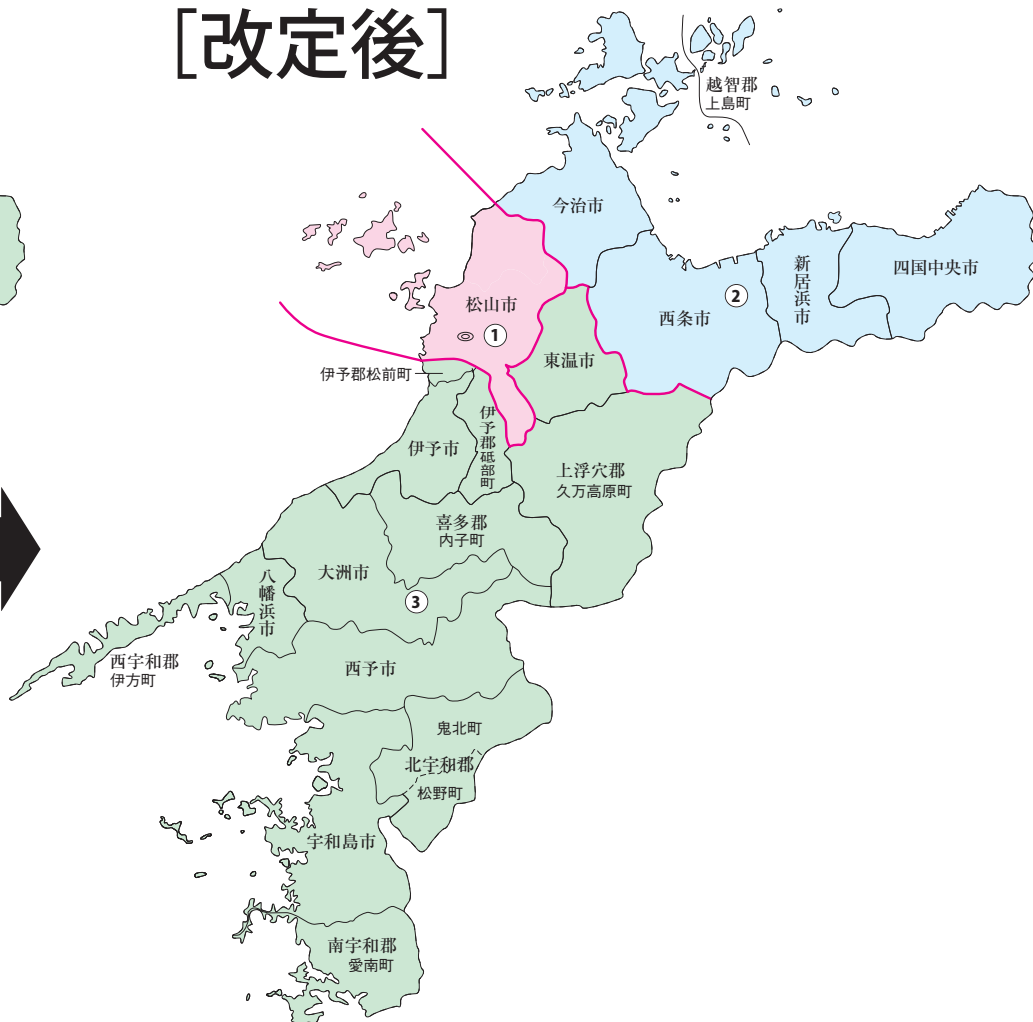 [改定後]
越智郡
上島町
今治市
新居浜市
四国中央市
松山市
②
西条市
①
東温市
伊予郡松前町
伊予郡砥部町
伊予市
上浮穴郡
久万高原町
喜多郡
内子町
大洲市
八幡浜市
③
西宇和郡
伊方町
西予市
鬼北町
北宇和郡
松野町
宇和島市
南宇和郡
愛南町